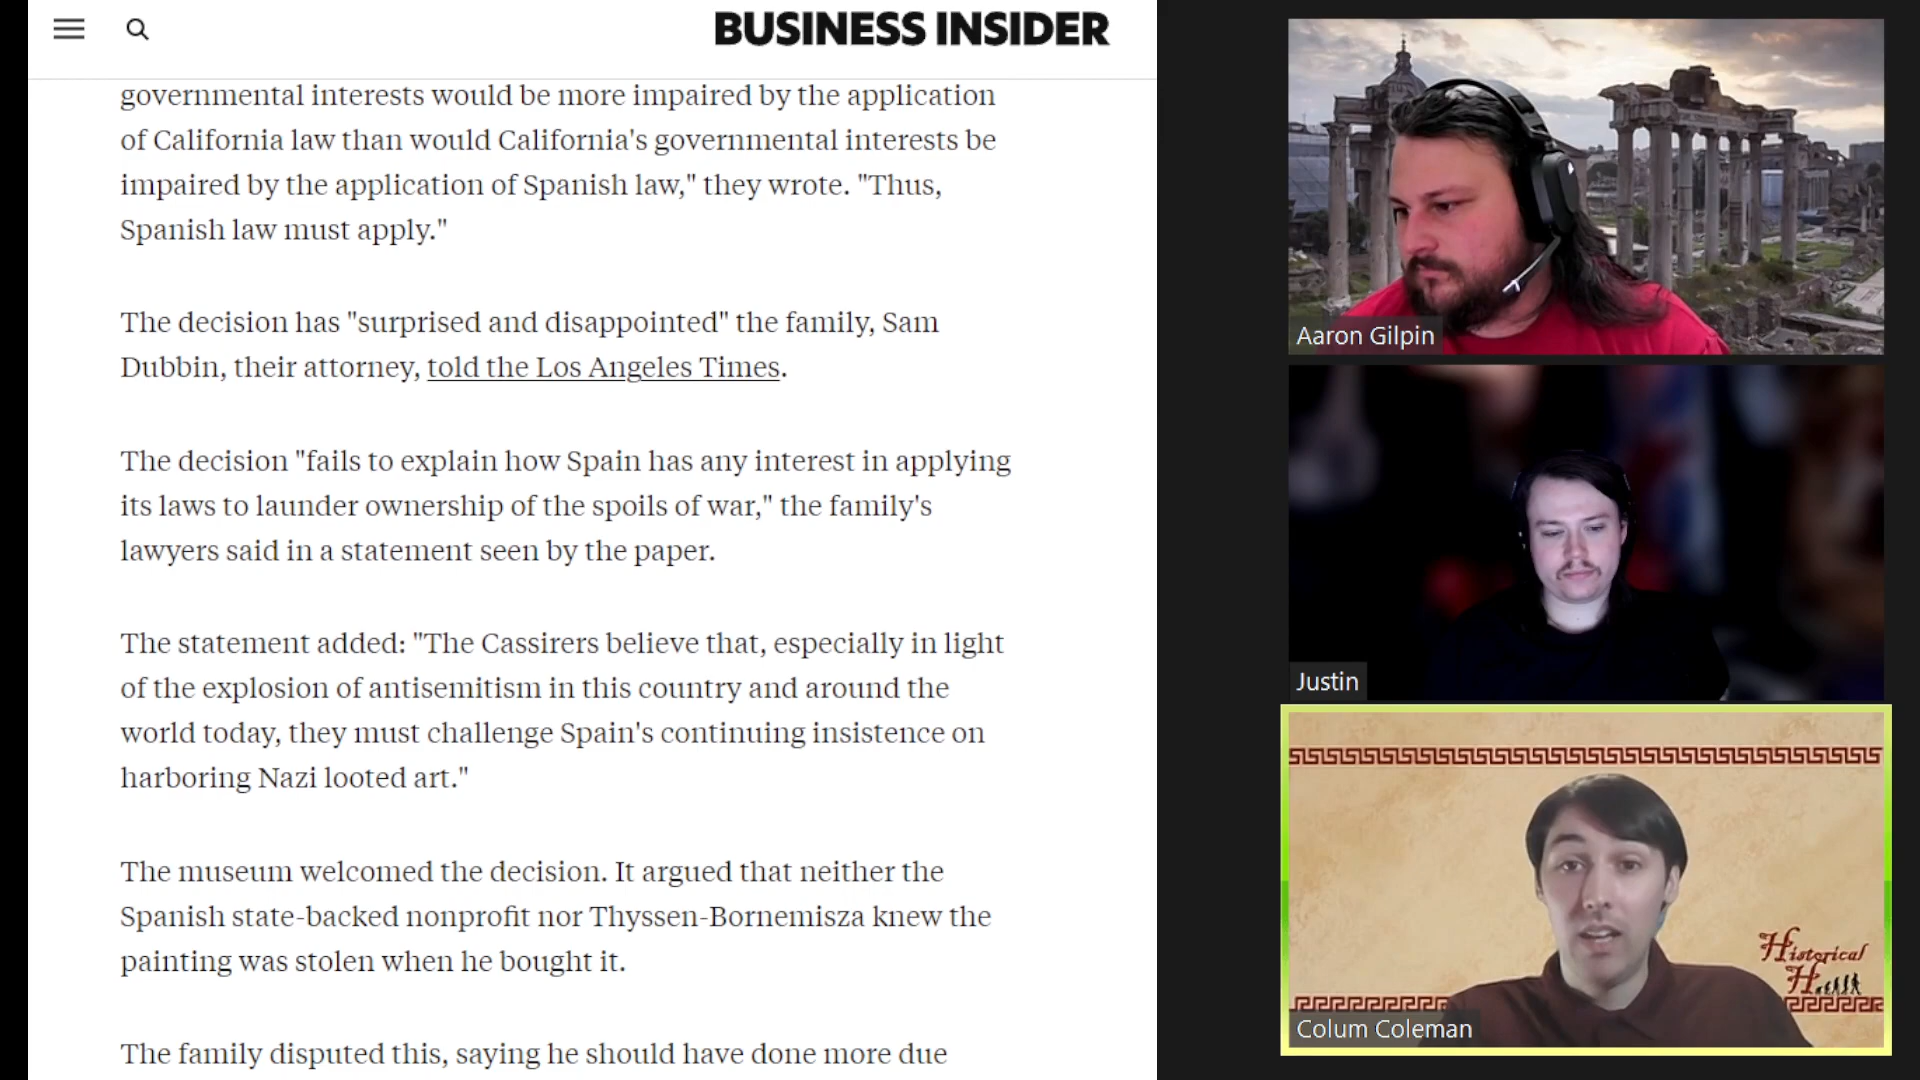 BUSINESS INSIDER
governmental interests would be more impaired by the application
of California law than would California's governmental interests be
impaired by the application of Spanish law," they wrote. "Thus,
Spanish law must apply."
The decision has "surprised and disappointed" the family, Sam
Dubbin, their attorney, told the Los Angeles Times.
The decision "fails to explain how Spain has any interest in applying
its laws to launder ownership of the spoils of war," the family's
lawyers said in a statement seen by the paper.
The statement added: "The Cassirers believe that, especially in light
of the explosion of antisemitism in this country and around the
world today, they must challenge Spain's continuing insistence on
harboring Nazi looted art."
The museum welcomed the decision. It argued that neither the
Spanish state-backed nonprofit nor Thyssen-Bornemisza knew the
painting was stolen when he bought it.
The family disputed this, saying he should have done more due
Aaron Gilpin
Justin
Historical
Colum Coleman